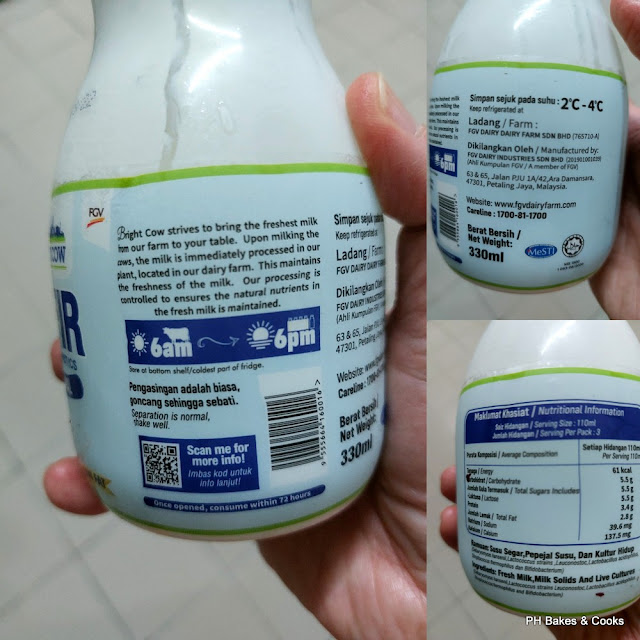 FGV
Bright Cow strives to bring the freshest milk
from our farm to your table. Upon milking the
cows, the milk is immediately processed in our
plant, located in our dairy farm. This maintains
the freshness of the milk. Our processing is
controlled to ensures the natural nutrients in
the fresh milk is maintained.
6am
6pm
Store at bottom shelf/coldest part of fridge.
Pengasingan adalah biasa,
goncang sehingga sebati.
Separation is normal,
shake well.
Scan me for
more info!
Imbas kod untuk
info lanjut!
Once opened, consume within 72 hours
Simpan sejuk
Keep refrigerated
Ladang / Farm
FGV DAIRY
Dikilangkan
FGV DAIRY INDUSTRIES
(Ahli Kumpulan FGV
63 & 65, Jalan
47301, Petaling
Website:
Careline: 1700
Berat Bersih /
Net Weight:
330ml
Simpan sejuk pada suhu : 2°C - 4°C
Keep refrigerated at
Ladang / Farm :
FGV DAIRY DAIRY FARM SDN BHD (765710-A)
Dikilangkan Oleh / Manufactured by:
FGV DAIRY INDUSTRIES SDN BHD
(Ahli Kumpulan FGV / A member of FGV)
63 & 65, Jalan PJU 1A/42, Ara Damansara,
47301, Petaling Jaya, Malaysia.
Website: www.fgvdairyfarm.com
Careline : 1700-81-1700
Berat Bersih /
Net Weight:
330ml
MeSTI
Maklumat Khasiat / Nutritional Information
Saiz Hidangan / Serving Size : 110ml
Jumlah Hidangan / Serving Per Pack : 3
Purata Komposisi / Average Composition
Setiap Hidangan 110ml
Per Serving 110ml
Tenaga / Energy 61 kcal
Karbohidrat / Carbohydrate 5.5 g
Jumlah Gula Termasuk / Total Sugars Includes 5.5 g
Laktosa / Lactose 5.5 g
Protein 3.4 g
Jumlah Lemak / Total Fat 2.8 g
Natrium / Sodium 39.6 mg
Kalsium / Calcium 137.5 mg
Ramuan: Susu Segar, Pepejal Susu, Dan Kultur Hidup
Ingredients: Fresh Milk, Milk Solids And Live Cultures
PH Bakes & Cooks